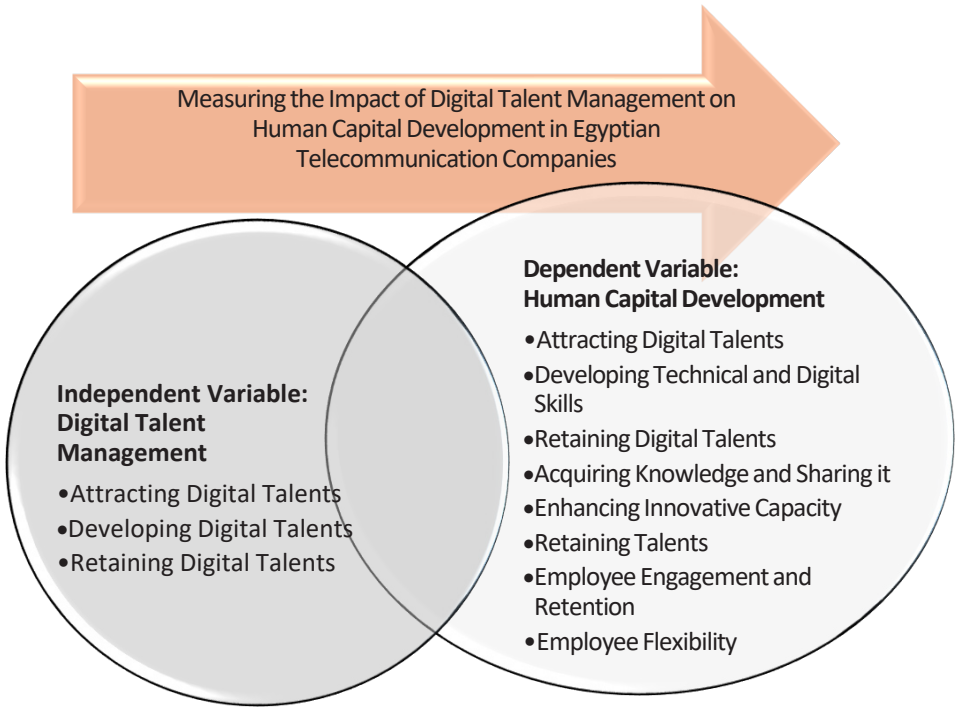 Measuring the Impact of Digital Talent Management on
Human Capital Development in Egyptian
Telecommunication Companies
Independent Variable:
Digital Talent
Management
•Attracting Digital Talents
•Developing Digital Talents
•Retaining Digital Talents
Dependent Variable:
Human Capital Development
•Attracting Digital Talents
•Developing Technical and Digital
Skills
•Retaining Digital Talents
•Acquiring Knowledge and Sharing it
•Enhancing Innovative Capacity
•Retaining Talents
•Employee Engagement and
Retention
•Employee Flexibility